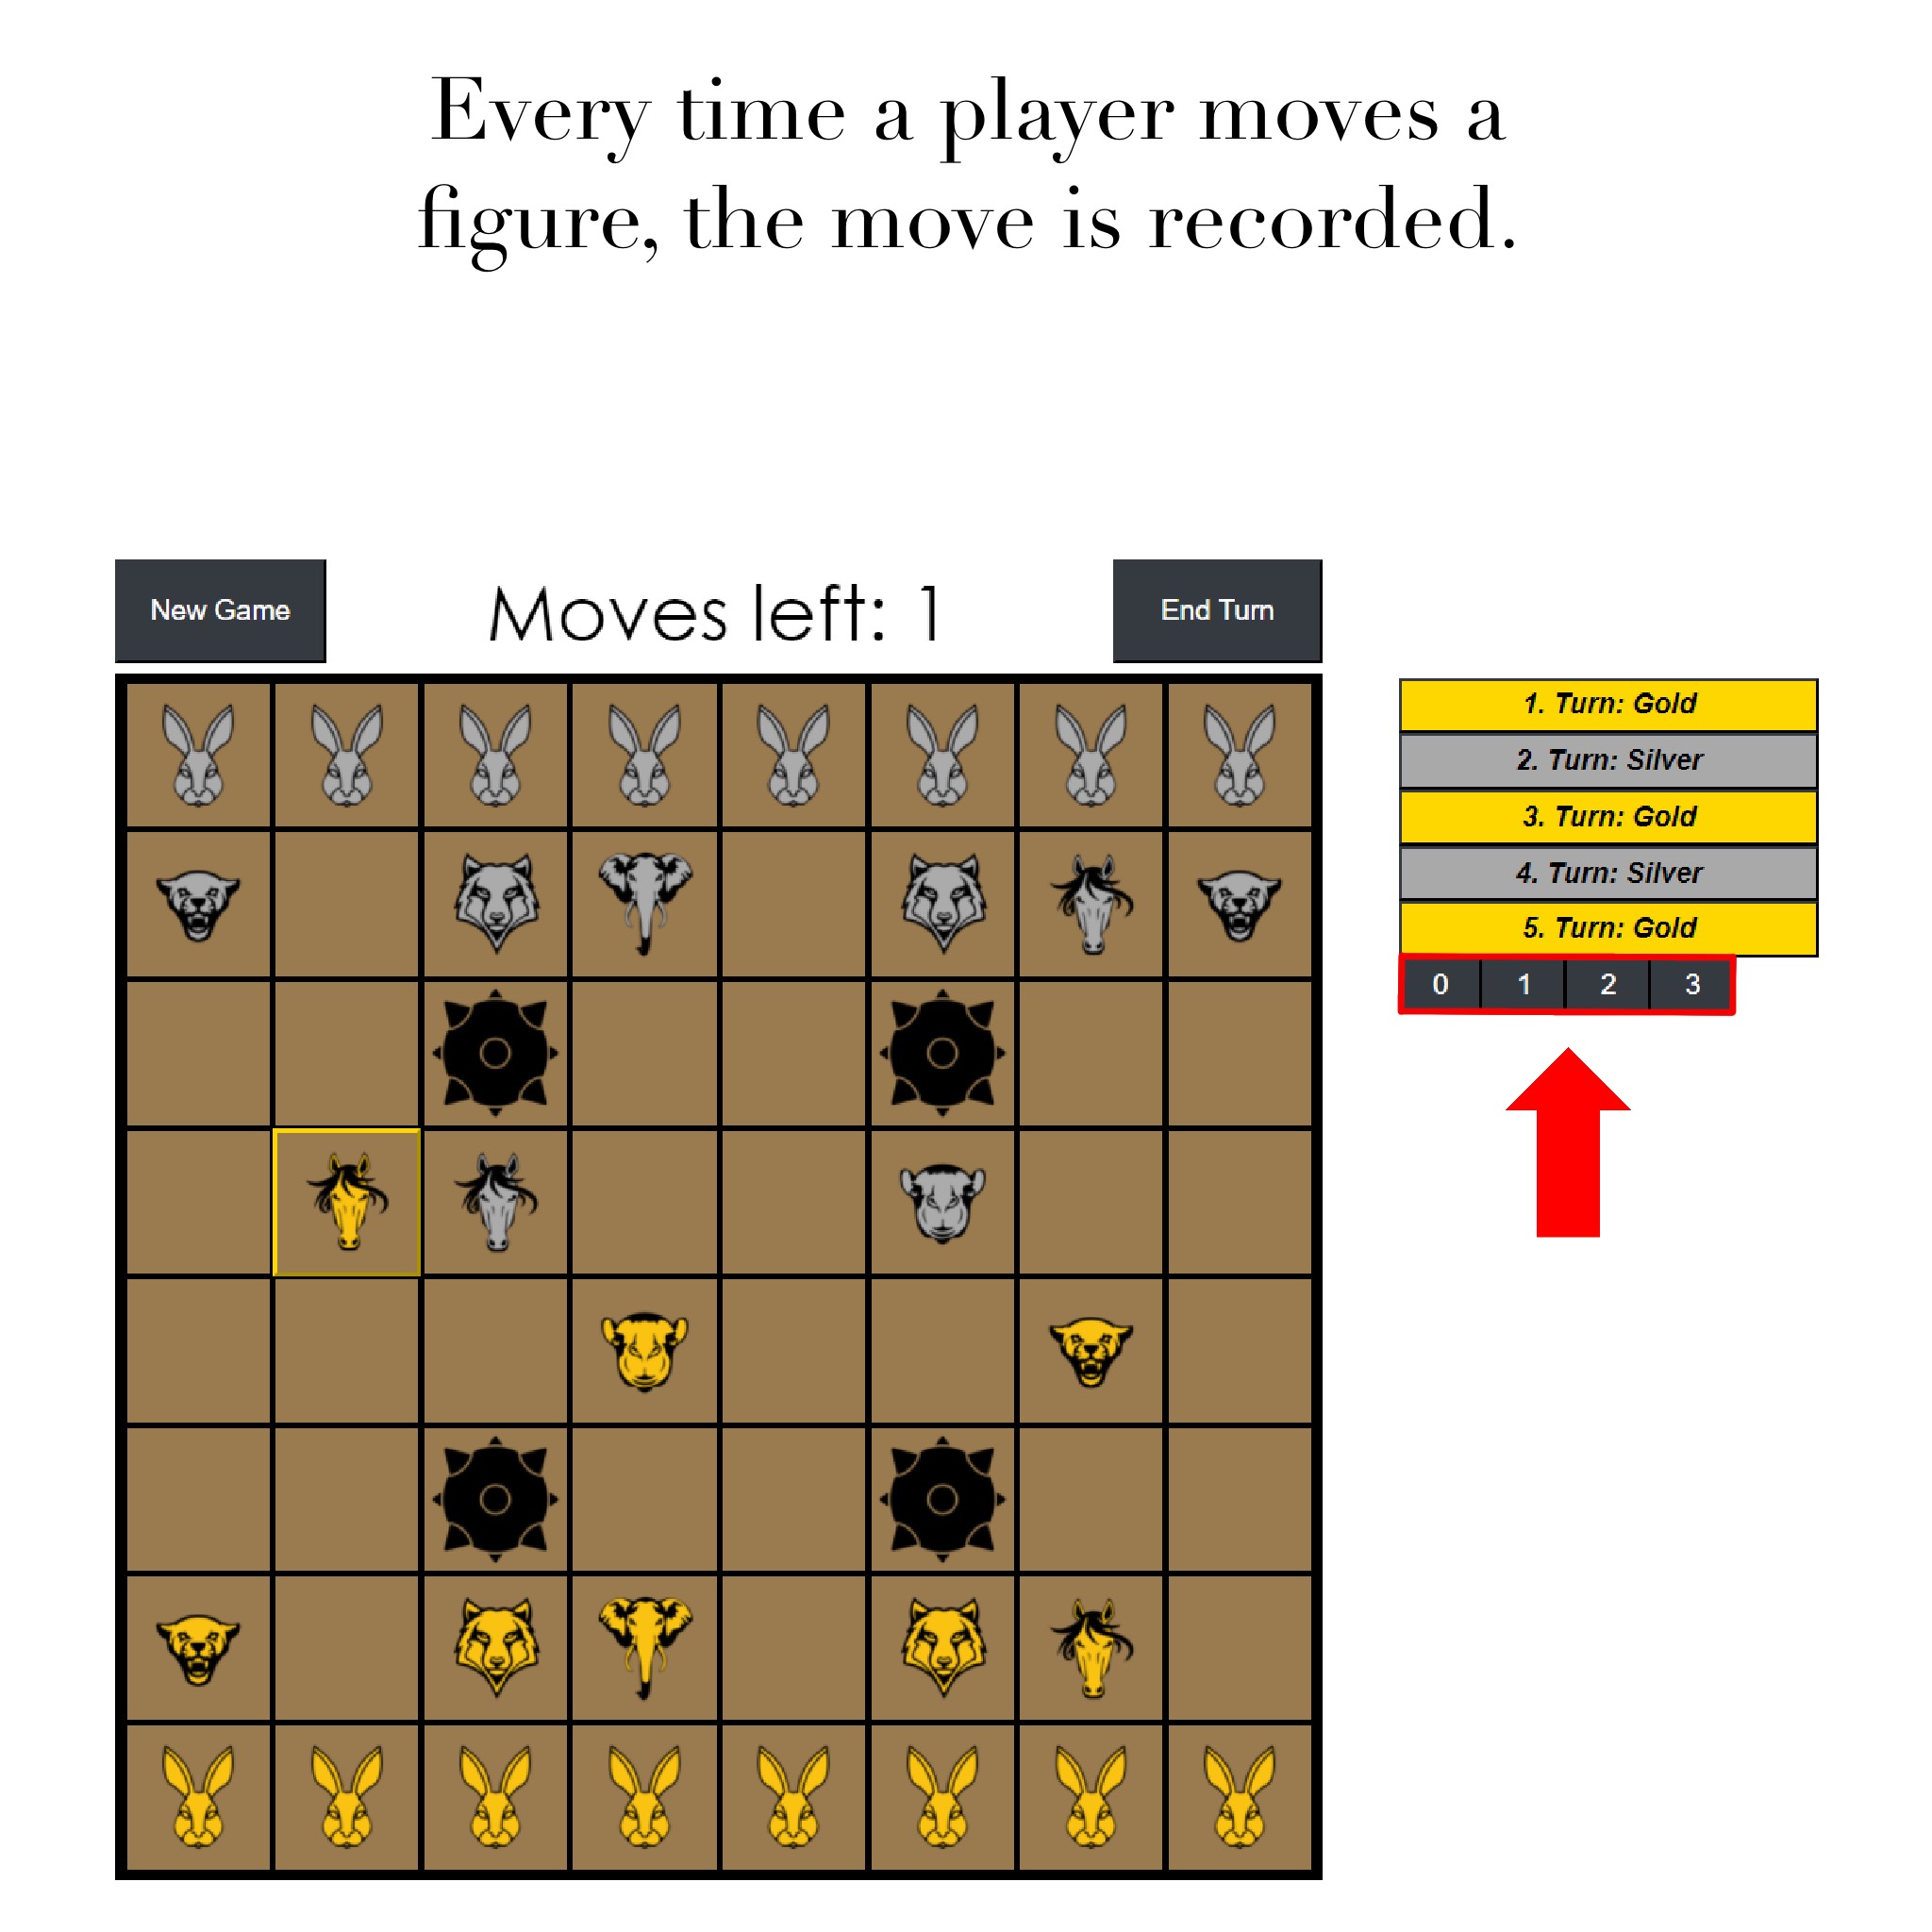 Every time a player moves a
figure, the move is recorded.
New Game
Moves left: 1
End Turn
1. Turn: Gold
2. Turn: Silver
3. Turn: Gold
4. Turn: Silver
5. Turn: Gold
0 1 2 3